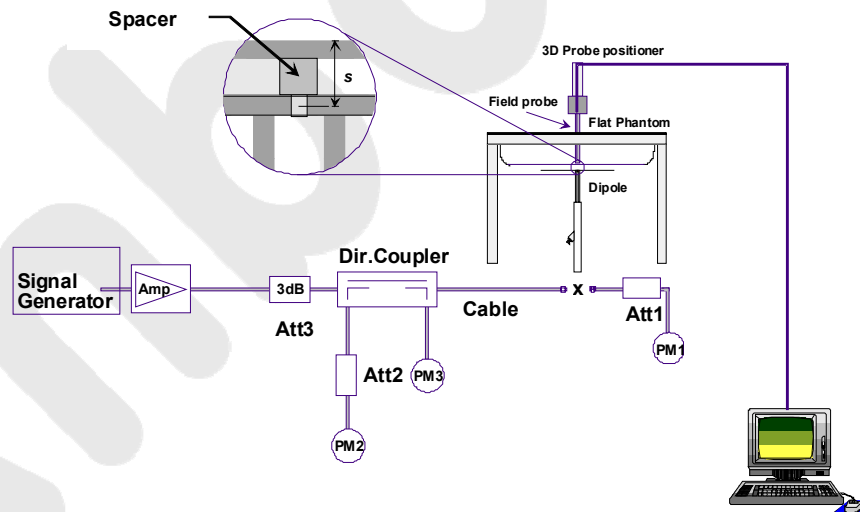 Spacer
s
3D Probe positioner
Field probe
Flat Phantom
Dipole
Dir.Coupler
Signal
Generator
Amp
3dB
Att3
Cable
x
Att1
PM1
Att2
PM3
PM2